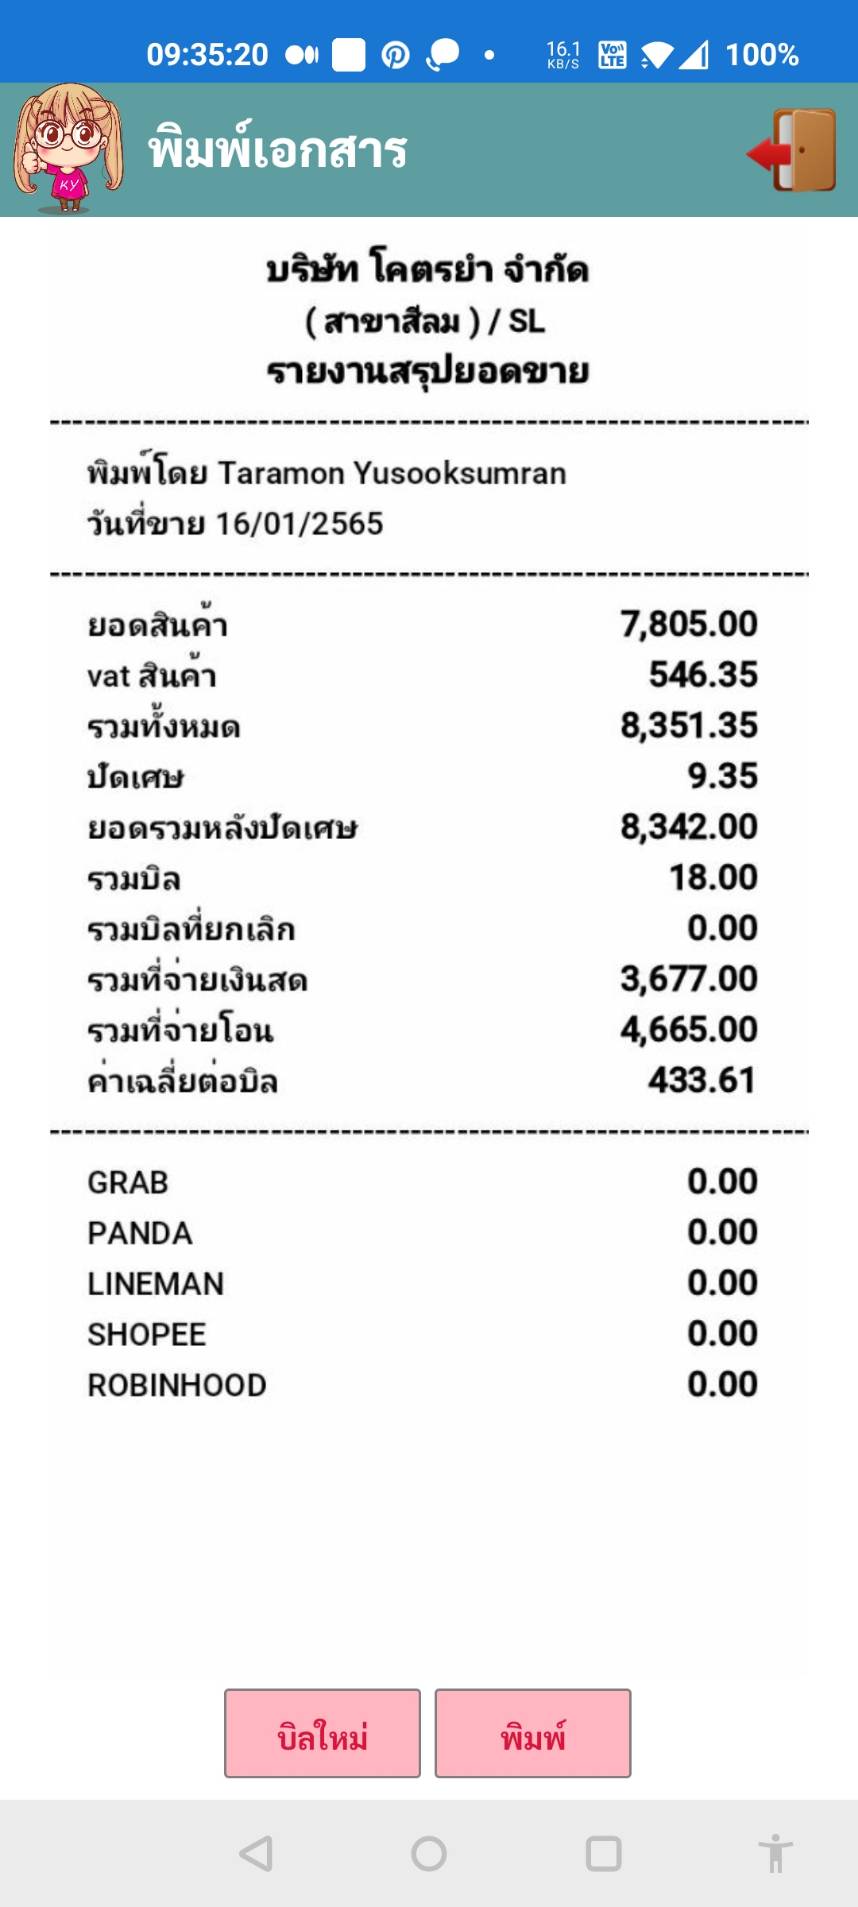 09:35:20 16.1 KB/S VoLTE 100%
พิมพ์เอกสาร
KY
บริษัท โคตรยำ จำกัด
( สาขาสีลม ) / SL
รายงานสรุปยอดขาย
พิมพ์โดย Taramon Yusooksumran
วันที่ขาย 16/01/2565
ยอดสินค้า 7,805.00
vat สินค้า 546.35
รวมทั้งหมด 8,351.35
ปัดเศษ 9.35
ยอดรวมหลังปัดเศษ 8,342.00
รวมบิล 18.00
รวมบิลที่ยกเลิก 0.00
รวมที่จ่ายเงินสด 3,677.00
รวมที่จ่ายโอน 4,665.00
ค่าเฉลี่ยต่อบิล 433.61
GRAB 0.00
PANDA 0.00
LINEMAN 0.00
SHOPEE 0.00
ROBINHOOD 0.00
บิลใหม่ พิมพ์